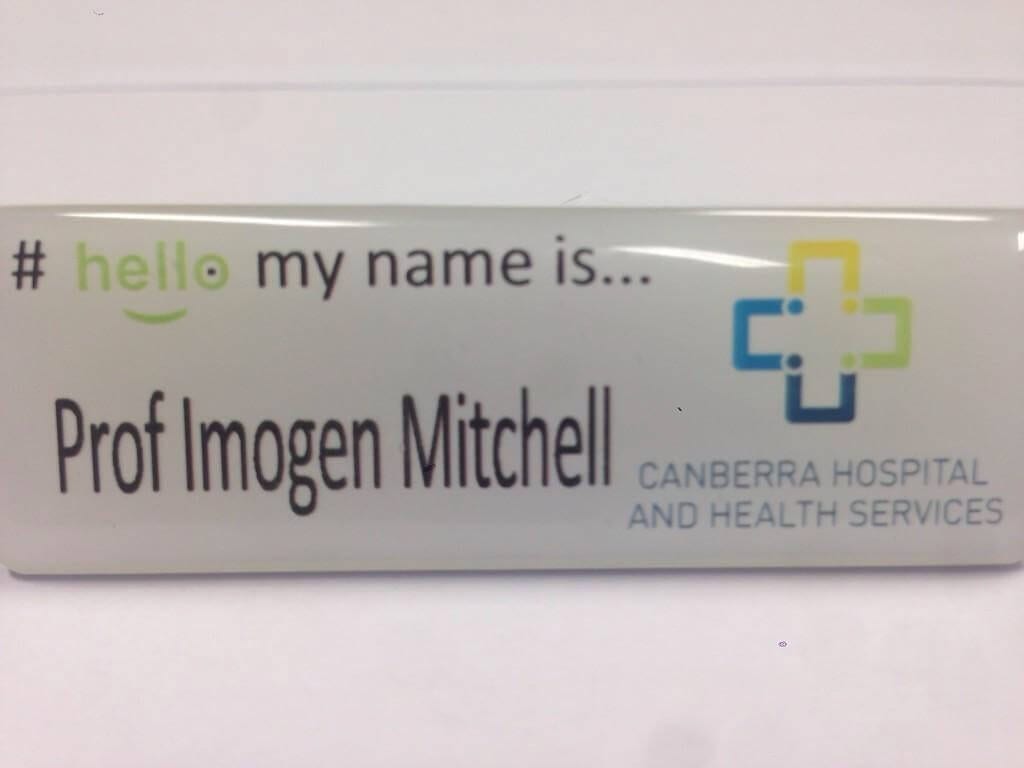 # hello my name is...
Prof Imogen Mitchell
CANBERRA HOSPITAL
AND HEALTH SERVICES